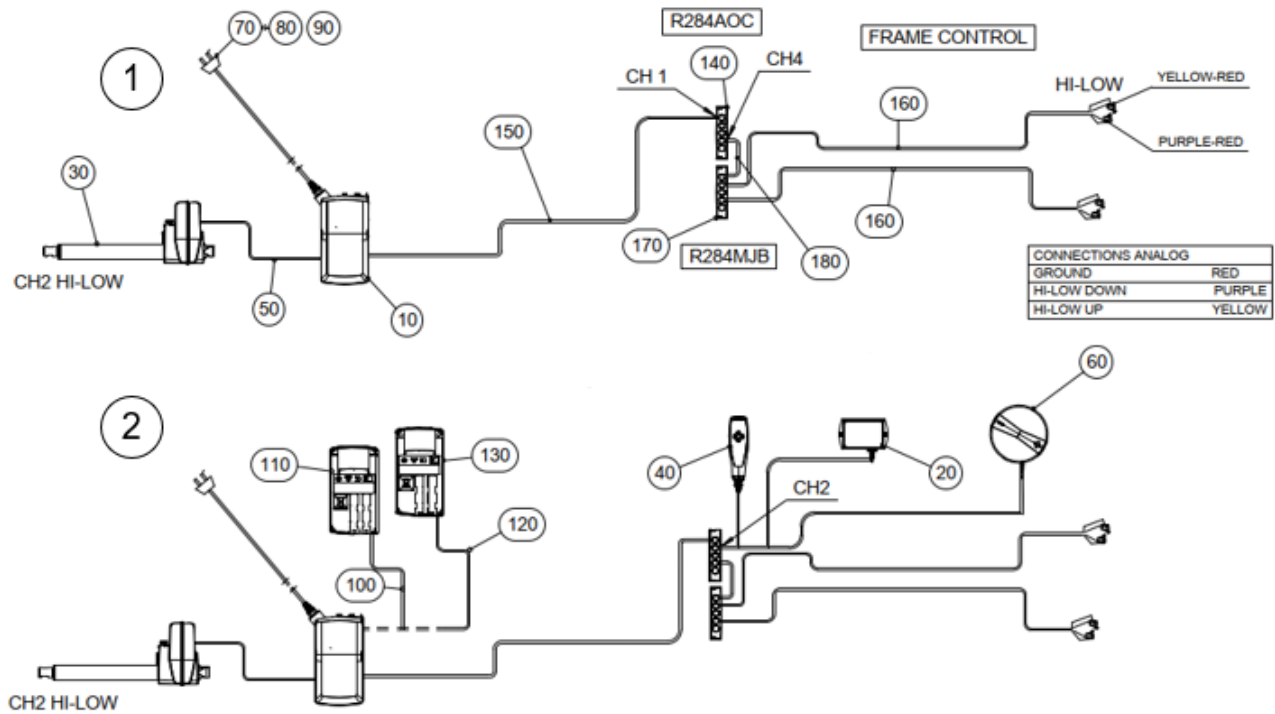 1
70 80 90
R284AOC
FRAME CONTROL
140
CH 1
CH4
HI-LOW
YELLOW-RED
160
150
PURPLE-RED
30
160
170
R284MJB
180
CH2 HI-LOW
50
10
CONNECTIONS ANALOG
GROUND RED
HI-LOW DOWN PURPLE
HI-LOW UP YELLOW
2
60
110
130
40
20
CH2
120
100
CH2 HI-LOW